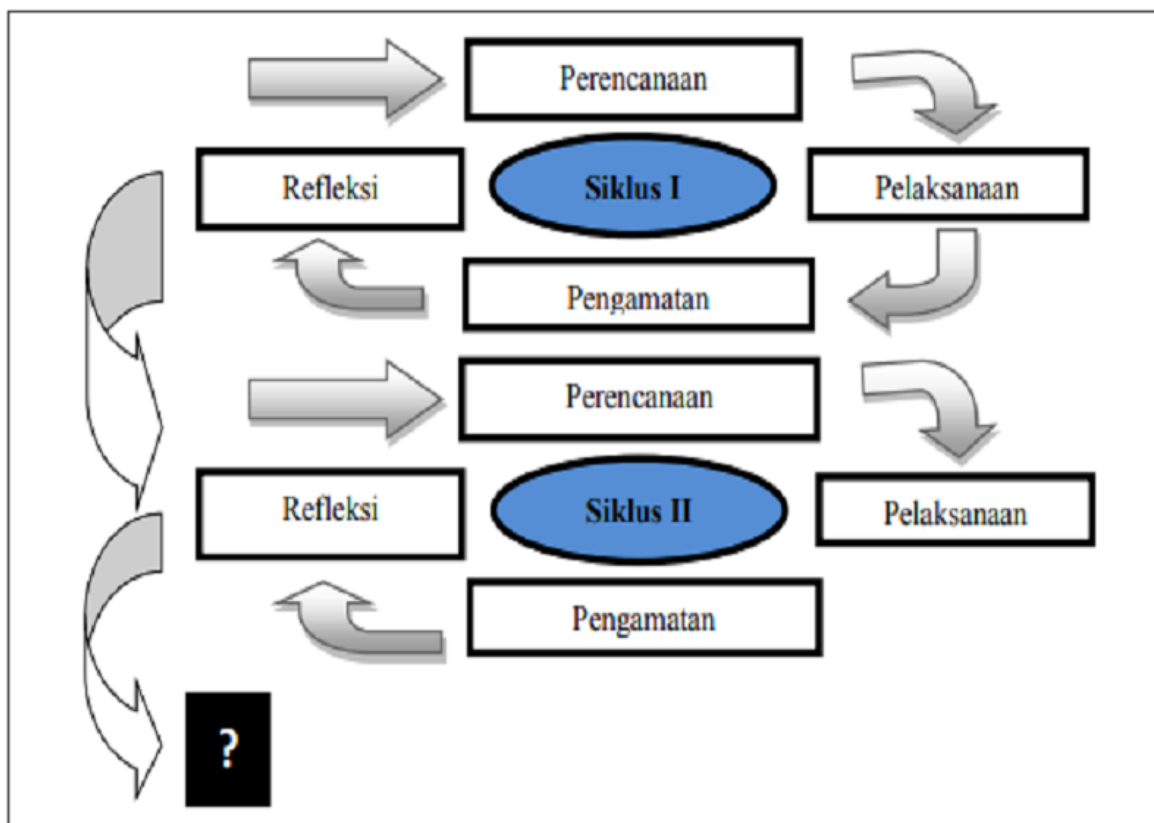 Perencanaan
Refleksi
Siklus I
Pelaksanaan
Pengamatan
Perencanaan
Refleksi
Siklus II
Pelaksanaan
Pengamatan
?